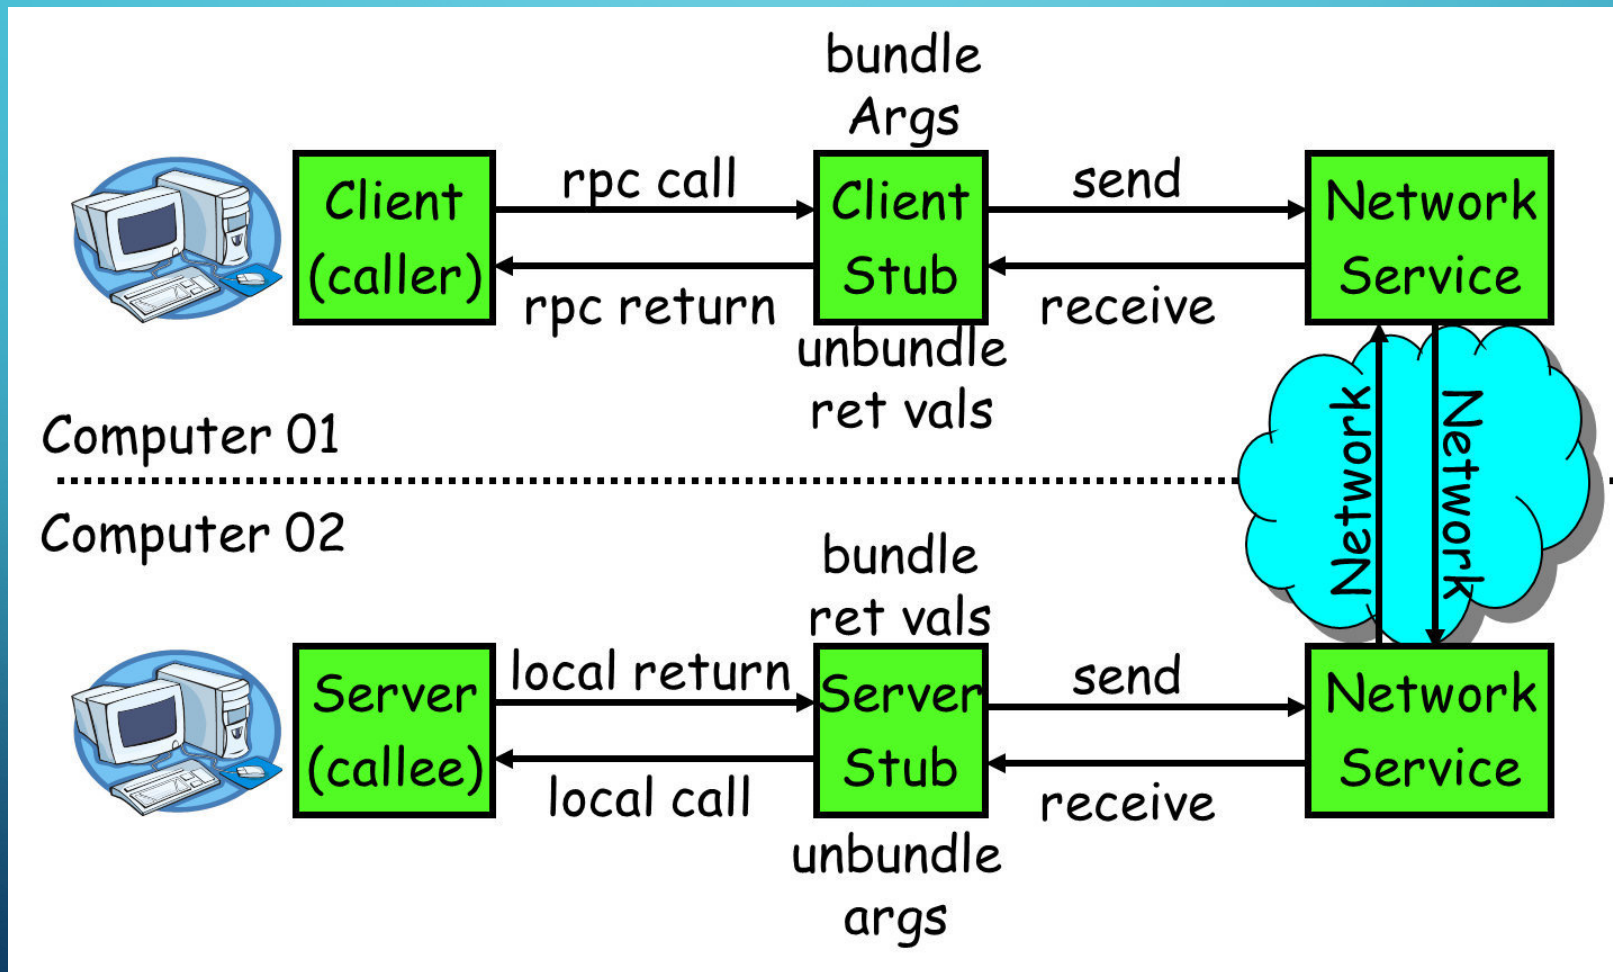 bundle
Args
Client
(caller)
rpc call
rpc return
Client
Stub
send
receive
Network
Service
unbundle
ret vals
Computer 01
Network
Network
Computer 02
bundle
ret vals
Server
(callee)
local return
local call
Server
Stub
send
receive
Network
Service
unbundle
args